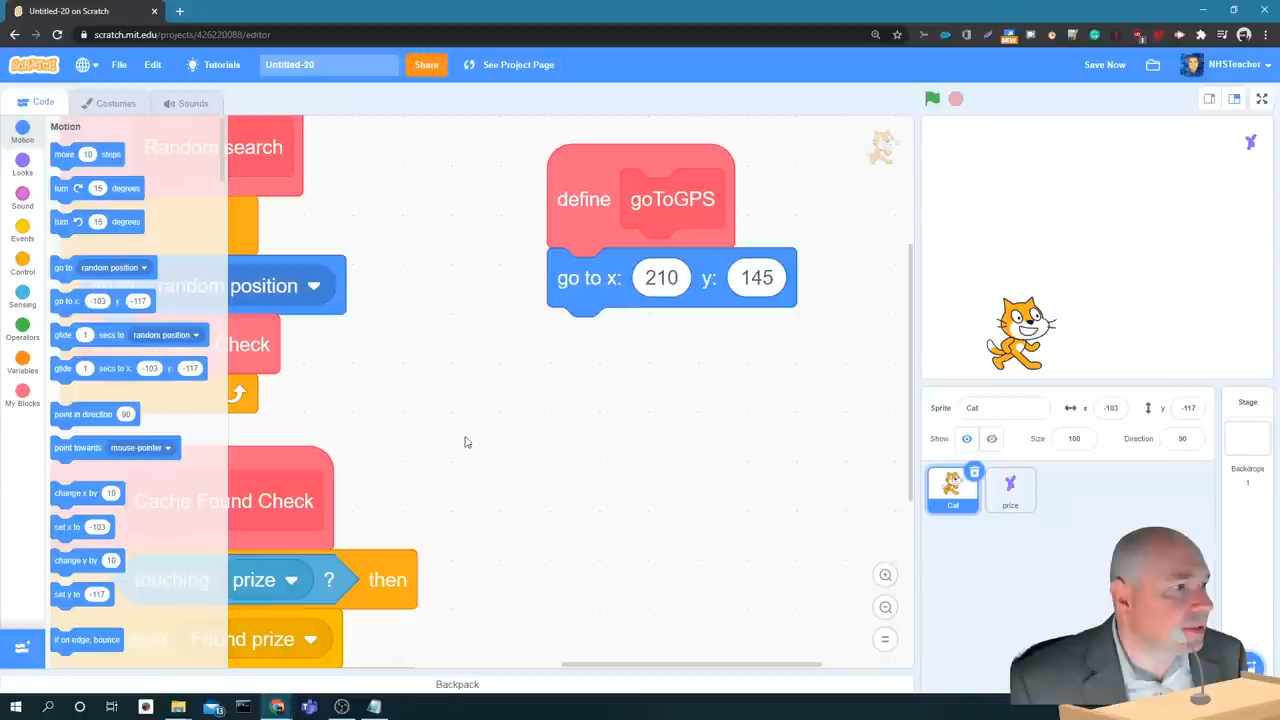 Untitled-20 on Scratch
scratch.mit.edu/projects/426220088/editor
SCRATCH
File
Edit
Tutorials
Untitled-20
Share
See Project Page
Save Now
NHSTeacher
Code
Costumes
Sounds
Motion
Looks
Sound
Events
Control
Sensing
Operators
Variables
My Blocks
Motion
move 10 steps
turn 15 degrees
turn 15 degrees
go to random position
go to x: -103 y: -117
glide 1 secs to random position
glide 1 secs to x: -103 y: -117
point in direction 90
point towards mouse-pointer
change x by 10
set x to -103
change y by 10
set y to -117
if on edge, bounce
Random search
random position
Check
Cache Found Check
touching prize ? then
Found prize
define goToGPS
go to x: 210 y: 145
Backpack
Sprite Cat x -103 y -117
Show Size 100 Direction 90
Cat
prize
Stage
Backdrops
1